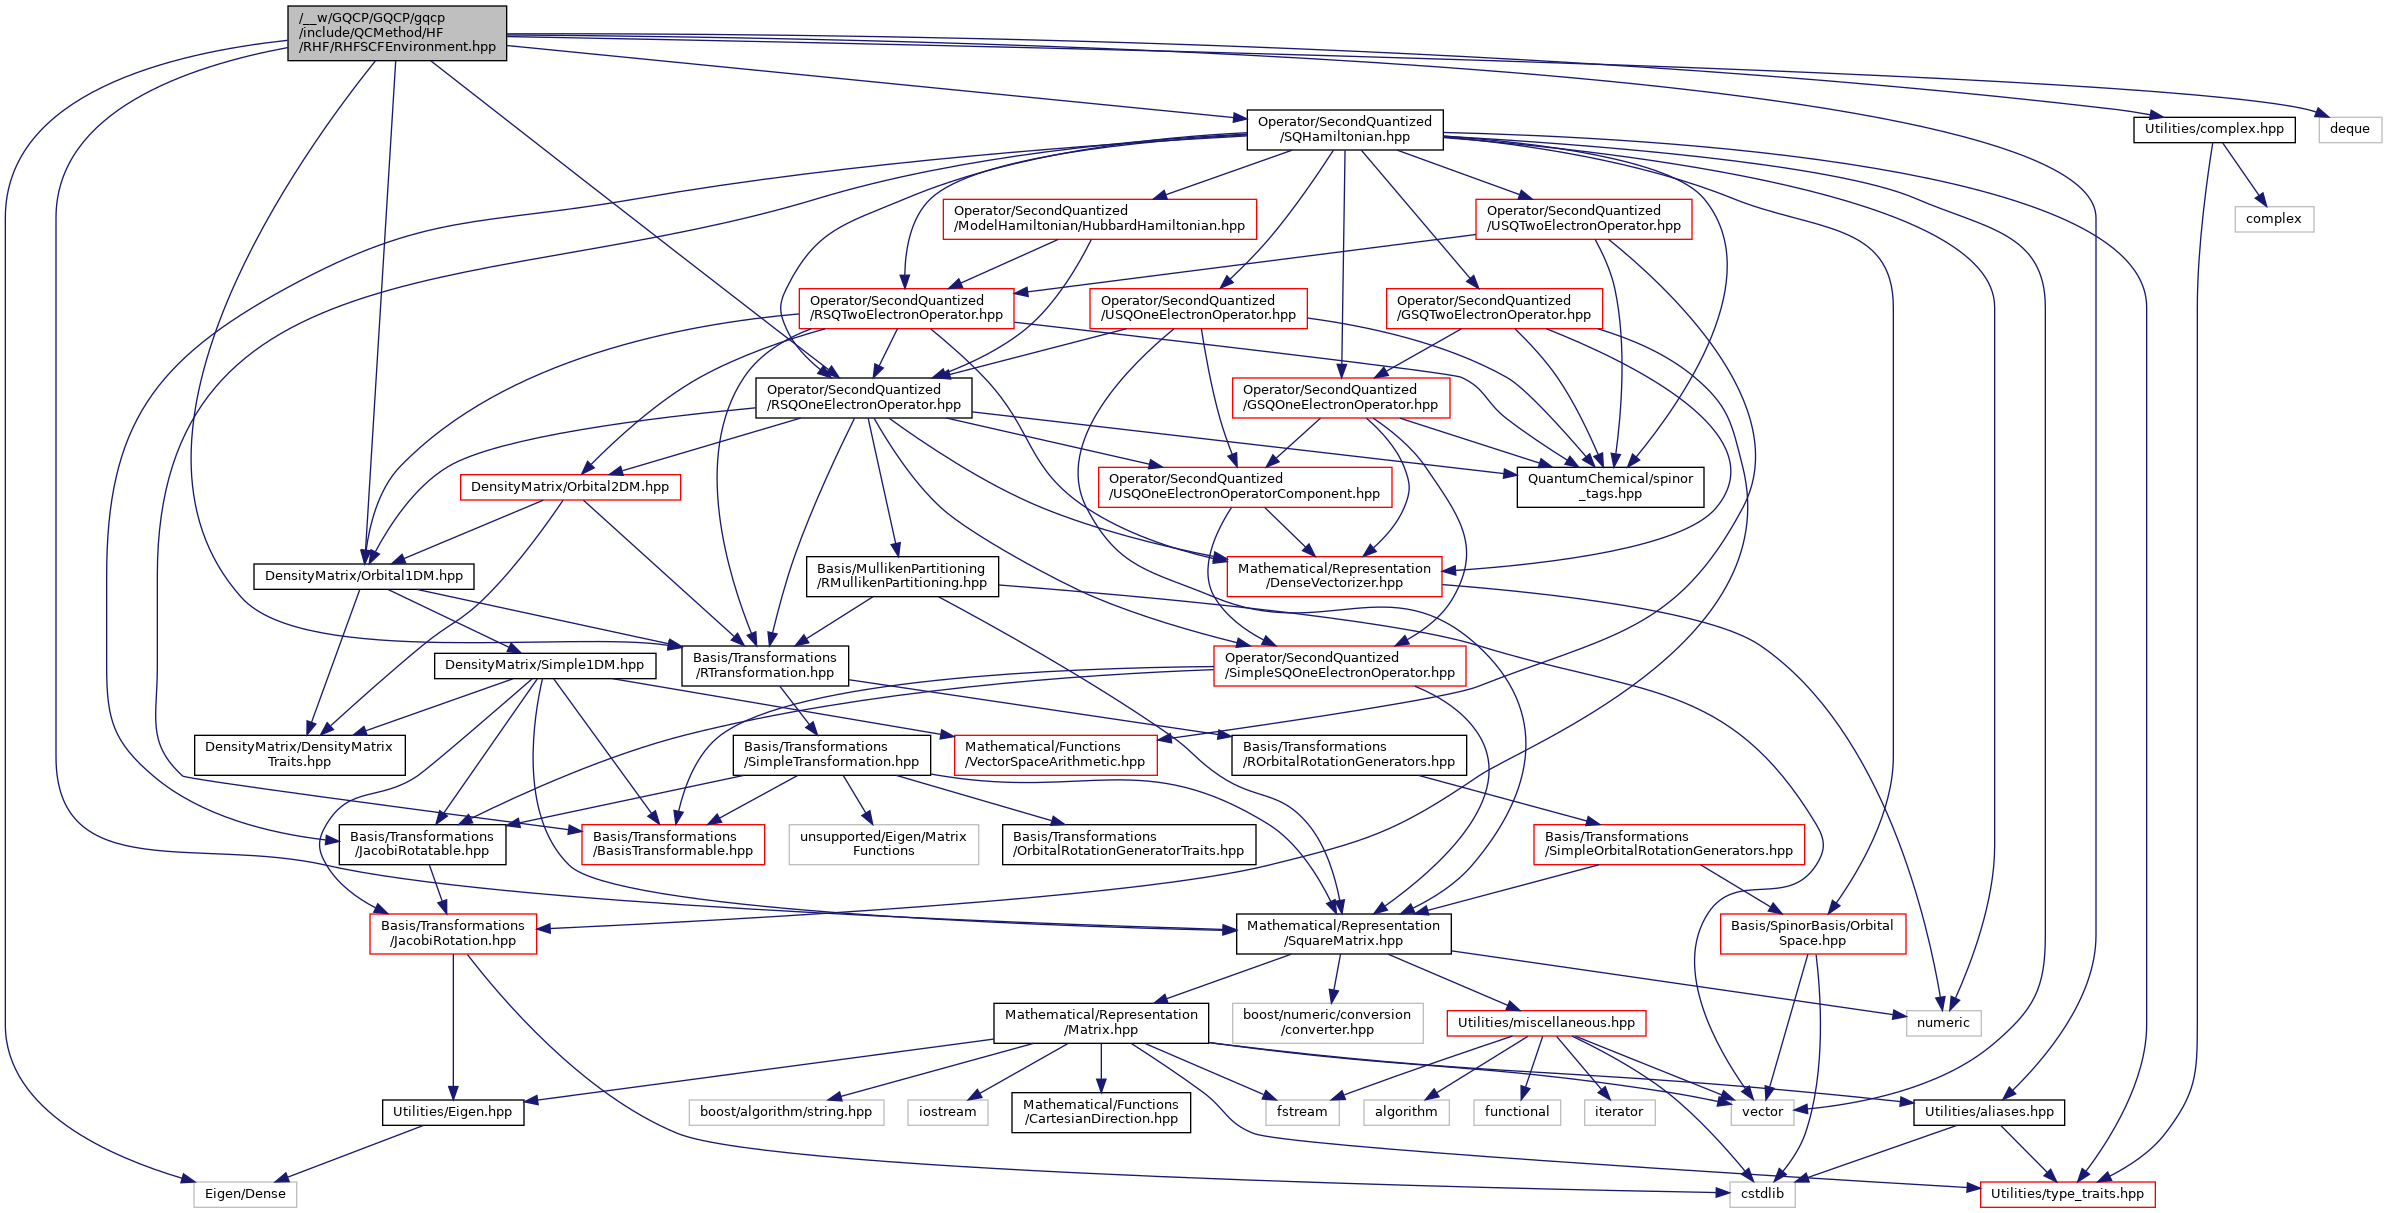 /__w/GQCP/GQCP/gqcp
/include/QCMethod/HF
/RHF/RHFSCFEnvironment.hpp
Operator/SecondQuantized
/SQHamiltonian.hpp
Utilities/complex.hpp
deque
Operator/SecondQuantized
/ModelHamiltonian/HubbardHamiltonian.hpp
Operator/SecondQuantized
/USQTwoElectronOperator.hpp
complex
Operator/SecondQuantized
/RSQTwoElectronOperator.hpp
Operator/SecondQuantized
/USQOneElectronOperator.hpp
Operator/SecondQuantized
/GSQTwoElectronOperator.hpp
Operator/SecondQuantized
/RSQOneElectronOperator.hpp
Operator/SecondQuantized
/GSQOneElectronOperator.hpp
DensityMatrix/Orbital2DM.hpp
Operator/SecondQuantized
/USQOneElectronOperatorComponent.hpp
QuantumChemical/spinor
_tags.hpp
DensityMatrix/Orbital1DM.hpp
Basis/MullikenPartitioning
/RMullikenPartitioning.hpp
Mathematical/Representation
/DenseVectorizer.hpp
DensityMatrix/Simple1DM.hpp
Basis/Transformations
/RTransformation.hpp
Operator/SecondQuantized
/SimpleSQOneElectronOperator.hpp
DensityMatrix/DensityMatrix
Traits.hpp
Basis/Transformations
/SimpleTransformation.hpp
Mathematical/Functions
/VectorSpaceArithmetic.hpp
Basis/Transformations
/ROrbitalRotationGenerators.hpp
Basis/Transformations
/JacobiRotatable.hpp
Basis/Transformations
/BasisTransformable.hpp
unsupported/Eigen/Matrix
Functions
Basis/Transformations
/OrbitalRotationGeneratorTraits.hpp
Basis/Transformations
/SimpleOrbitalRotationGenerators.hpp
Basis/Transformations
/JacobiRotation.hpp
Mathematical/Representation
/SquareMatrix.hpp
Basis/SpinorBasis/Orbital
Space.hpp
Mathematical/Representation
/Matrix.hpp
boost/numeric/conversion
/converter.hpp
Utilities/miscellaneous.hpp
numeric
Utilities/Eigen.hpp
boost/algorithm/string.hpp
iostream
Mathematical/Functions
/CartesianDirection.hpp
fstream
algorithm
functional
iterator
vector
Utilities/aliases.hpp
Eigen/Dense
cstdlib
Utilities/type_traits.hpp